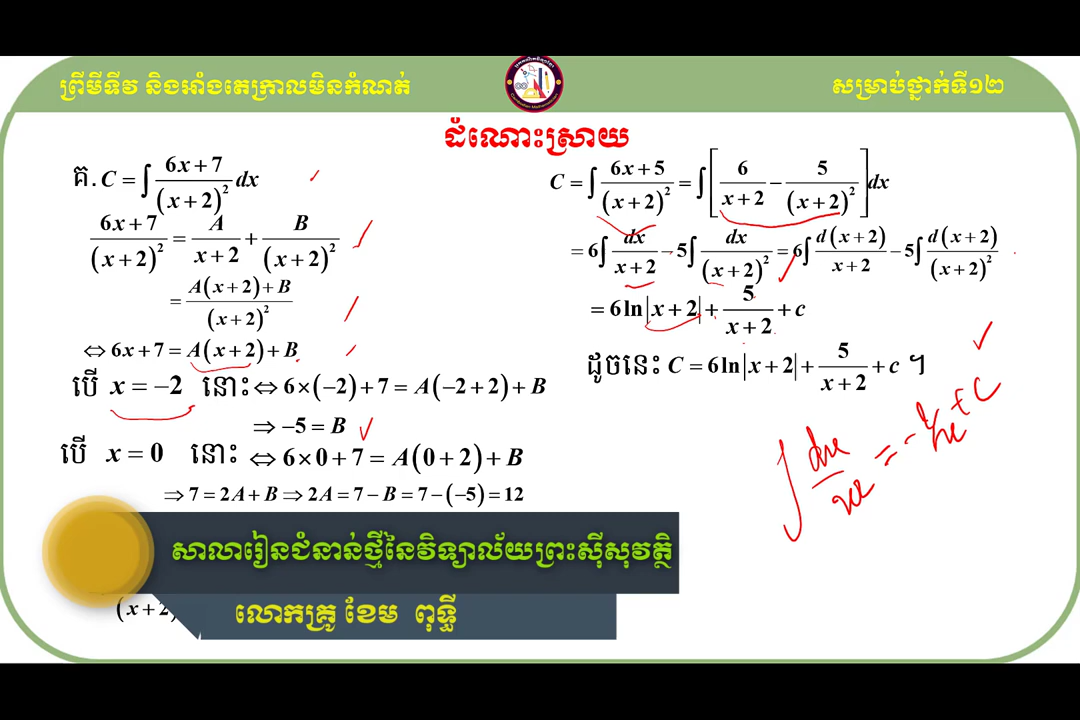 ព្រីមីទីវ និងអាំងតេក្រាលមិនកំណត់
សម្រាប់ថ្នាក់ទី១២
ដំណោះស្រាយ
គ. C = ∫ (6x+7)/(x+2)² dx
(6x+7)/(x+2)² = A/(x+2) + B/(x+2)²
= (A(x+2)+B)/(x+2)²
⇔ 6x+7 = A(x+2)+B
បើ x = −2 នោះ ⇔ 6×(−2)+7 = A(−2+2)+B
⇒ −5 = B
បើ x = 0 នោះ ⇔ 6×0+7 = A(0+2)+B
⇒ 7 = 2A+B ⇒ 2A = 7−B = 7−(−5) = 12
(x+2)
C = ∫ (6x+5)/(x+2)² = ∫ [6/(x+2) − 5/(x+2)²] dx
= 6∫ dx/(x+2) − 5∫ dx/(x+2)² = 6∫ d(x+2)/(x+2) − 5∫ d(x+2)/(x+2)²
= 6 ln|x+2| + 5/(x+2) + c
ដូចនេះ C = 6 ln|x+2| + 5/(x+2) + c ។
សាលារៀនជំនាន់ថ្មីនៃវិទ្យាល័យព្រះស៊ីសុវត្ថិ
លោកគ្រូ ខែម ពុទ្ធី